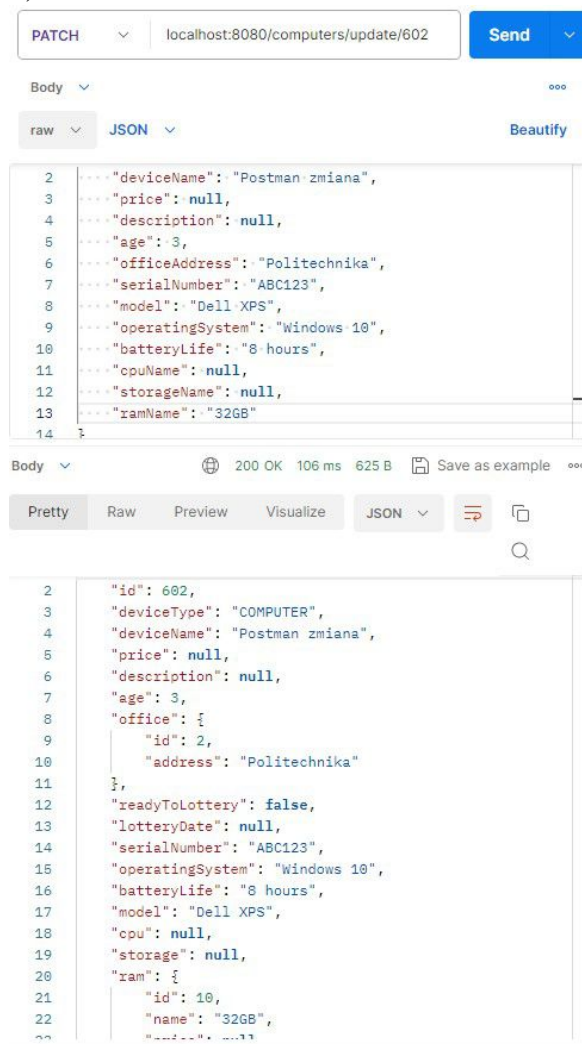 PATCH localhost:8080/computers/update/602 Send
Body
raw JSON Beautify
2 "deviceName": "Postman zmiana",
3 "price": null,
4 "description": null,
5 "age": 3,
6 "officeAddress": "Politechnika",
7 "serialNumber": "ABC123",
8 "model": "Dell XPS",
9 "operatingSystem": "Windows 10",
10 "batteryLife": "8 hours",
11 "cpuName": null,
12 "storageName": null,
13 "ramName": "32GB"
14 }
Body 200 OK 106 ms 625 B Save as example
Pretty Raw Preview Visualize JSON
2 "id": 602,
3 "deviceType": "COMPUTER",
4 "deviceName": "Postman zmiana",
5 "price": null,
6 "description": null,
7 "age": 3,
8 "office": {
9 "id": 2,
10 "address": "Politechnika"
11 },
12 "readyToLottery": false,
13 "lotteryDate": null,
14 "serialNumber": "ABC123",
15 "operatingSystem": "Windows 10",
16 "batteryLife": "8 hours",
17 "model": "Dell XPS",
18 "cpu": null,
19 "storage": null,
20 "ram": {
21 "id": 10,
22 "name": "32GB",